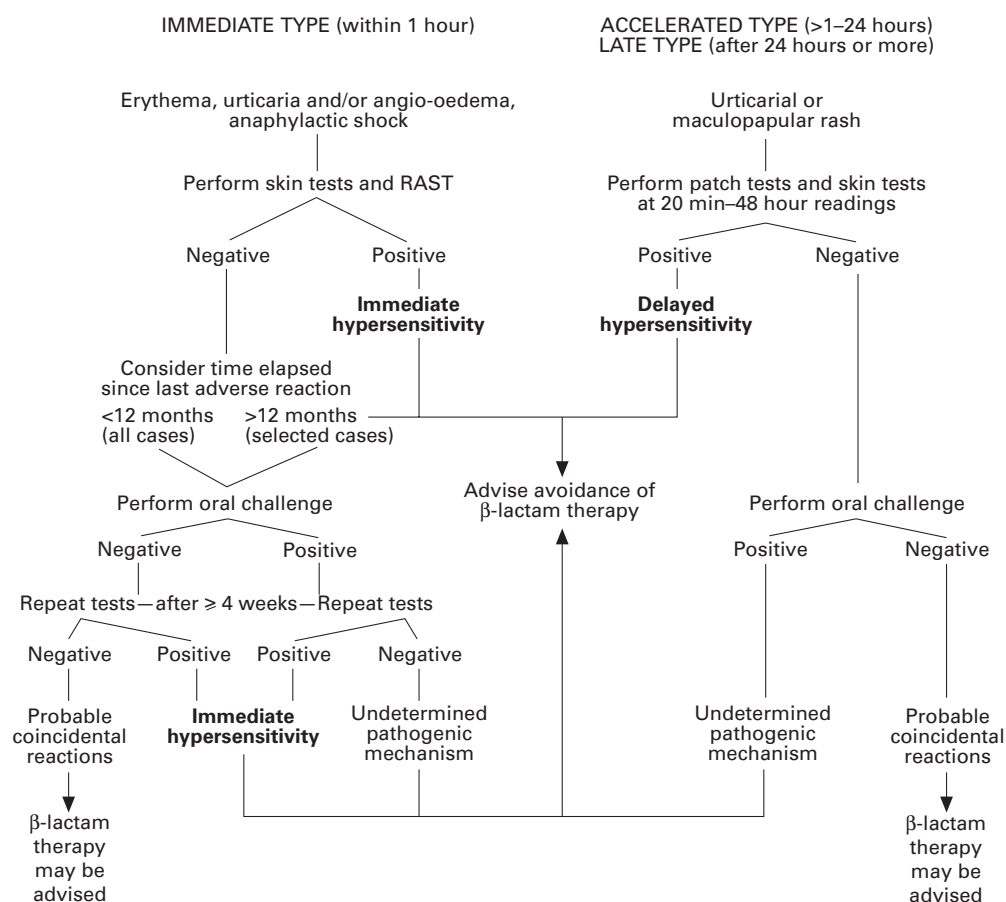 IMMEDIATE TYPE (within 1 hour)
ACCELERATED TYPE (>1–24 hours)
LATE TYPE (after 24 hours or more)
Erythema, urticaria and/or angio-oedema,
anaphylactic shock
Urticarial or
maculopapular rash
Perform skin tests and RAST
Perform patch tests and skin tests
at 20 min–48 hour readings
Negative
Positive
Positive
Negative
Immediate
hypersensitivity
Delayed
hypersensitivity
Consider time elapsed
since last adverse reaction
<12 months
(all cases)
>12 months
(selected cases)
Advise avoidance of
β-lactam therapy
Perform oral challenge
Perform oral challenge
Negative
Positive
Positive
Negative
Repeat tests—after ⩾ 4 weeks—Repeat tests
Negative
Positive
Positive
Negative
Probable
coincidental
reactions
Immediate
hypersensitivity
Undetermined
pathogenic
mechanism
Undetermined
pathogenic
mechanism
Probable
coincidental
reactions
β-lactam
therapy
may be
advised
β-lactam
therapy
may be
advised